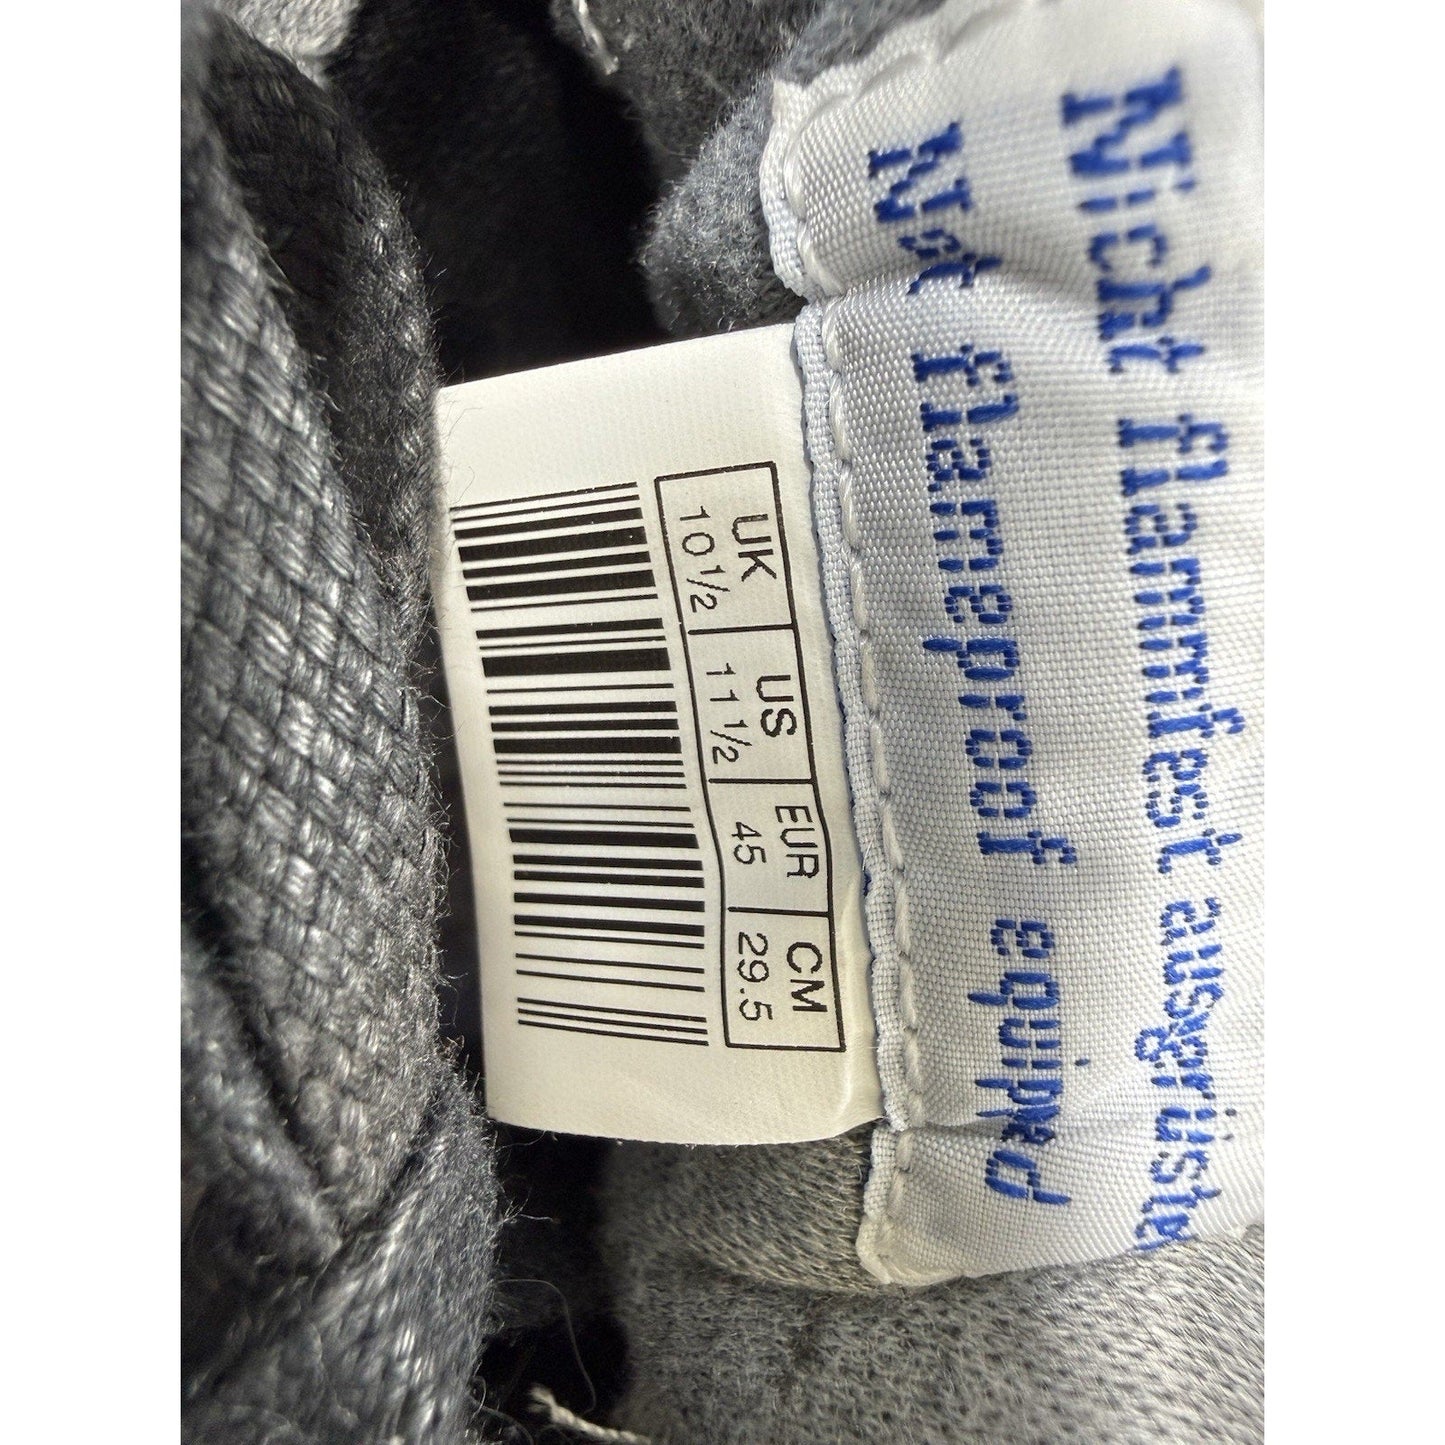 UK US EUR CM
10 1/2 11 1/2 45 29.5
Nicht flammfest ausgerüstet
Not flameproof equiped